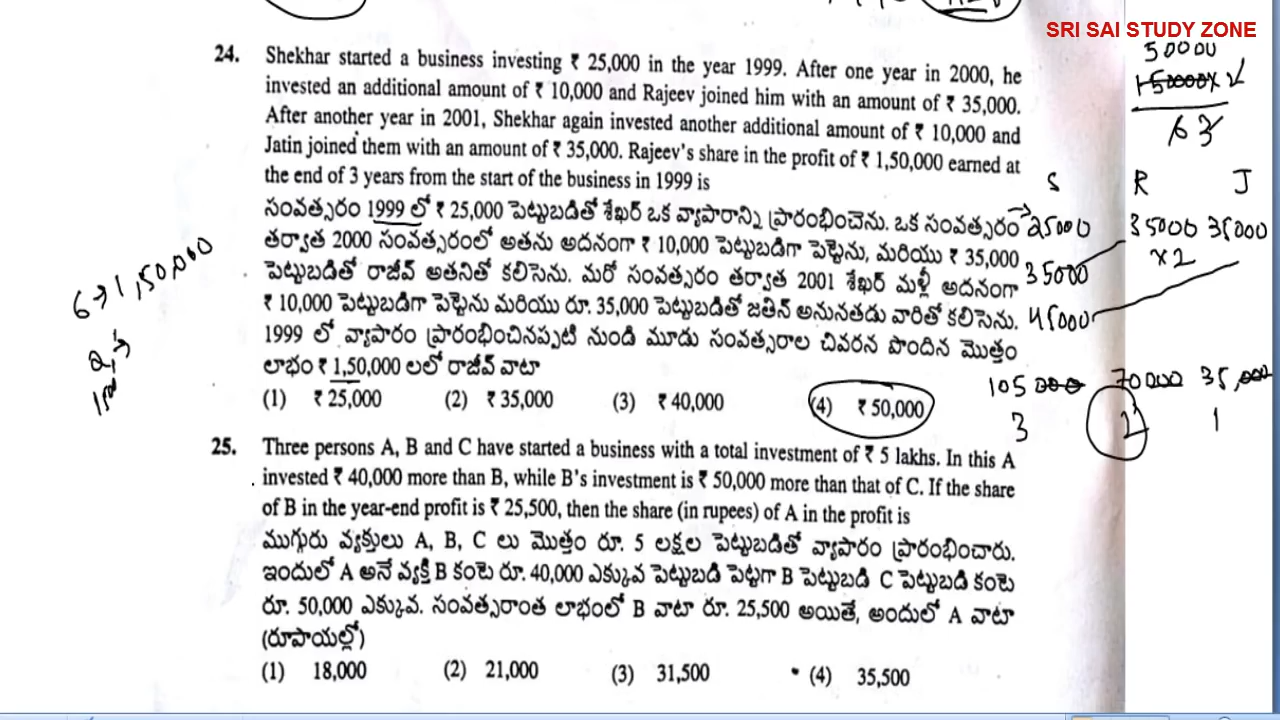 SRI SAI STUDY ZONE
24. Shekhar started a business investing ₹ 25,000 in the year 1999. After one year in 2000, he
invested an additional amount of ₹ 10,000 and Rajeev joined him with an amount of ₹ 35,000.
After another year in 2001, Shekhar again invested another additional amount of ₹ 10,000 and
Jatin joined them with an amount of ₹ 35,000. Rajeev's share in the profit of ₹ 1,50,000 earned at
the end of 3 years from the start of the business in 1999 is
సంవత్సరం 1999 లో ₹ 25,000 పెట్టుబడితో శేఖర్ ఒక వ్యాపారాన్ని ప్రారంభించెను. ఒక సంవత్సరం
తర్వాత 2000 సంవత్సరంలో అతను అదనంగా ₹ 10,000 పెట్టుబడిగా పెట్టెను, మరియు ₹ 35,000
పెట్టుబడితో రాజీవ్ అతనితో కలిసెను. మరో సంవత్సరం తర్వాత 2001 శేఖర్ మళ్లీ అదనంగా
₹ 10,000 పెట్టుబడిగా పెట్టెను మరియు రూ. 35,000 పెట్టుబడితో జతిన్ అనునతడు వారితో కలిసెను.
1999 లో వ్యాపారం ప్రారంభించినప్పటి నుండి మూడు సంవత్సరాల చివరన పొందిన మొత్తం
లాభం ₹ 1,50,000 లలో రాజీవ్ వాటా
(1) ₹ 25,000 (2) ₹ 35,000 (3) ₹ 40,000 (4) ₹ 50,000
25. Three persons A, B and C have started a business with a total investment of ₹ 5 lakhs. In this A
invested ₹ 40,000 more than B, while B's investment is ₹ 50,000 more than that of C. If the share
of B in the year-end profit is ₹ 25,500, then the share (in rupees) of A in the profit is
ముగ్గురు వ్యక్తులు A, B, C లు మొత్తం రూ. 5 లక్షల పెట్టుబడితో వ్యాపారం ప్రారంభించారు.
ఇందులో A అనే వ్యక్తి B కంటె రూ. 40,000 ఎక్కువ పెట్టుబడి పెట్టగా B పెట్టుబడి C పెట్టుబడి కంటె
రూ. 50,000 ఎక్కువ. సంవత్సరాంత లాభంలో B వాటా రూ. 25,500 అయితే, అందులో A వాటా
(రూపాయల్లో)
(1) 18,000 (2) 21,000 (3) 31,500 (4) 35,500
50000
150000 x 2
63
S R J
25000 35000 35000
x2
35000
45000
105000 70000 35,000
3 2 1
6 → 1,50,000